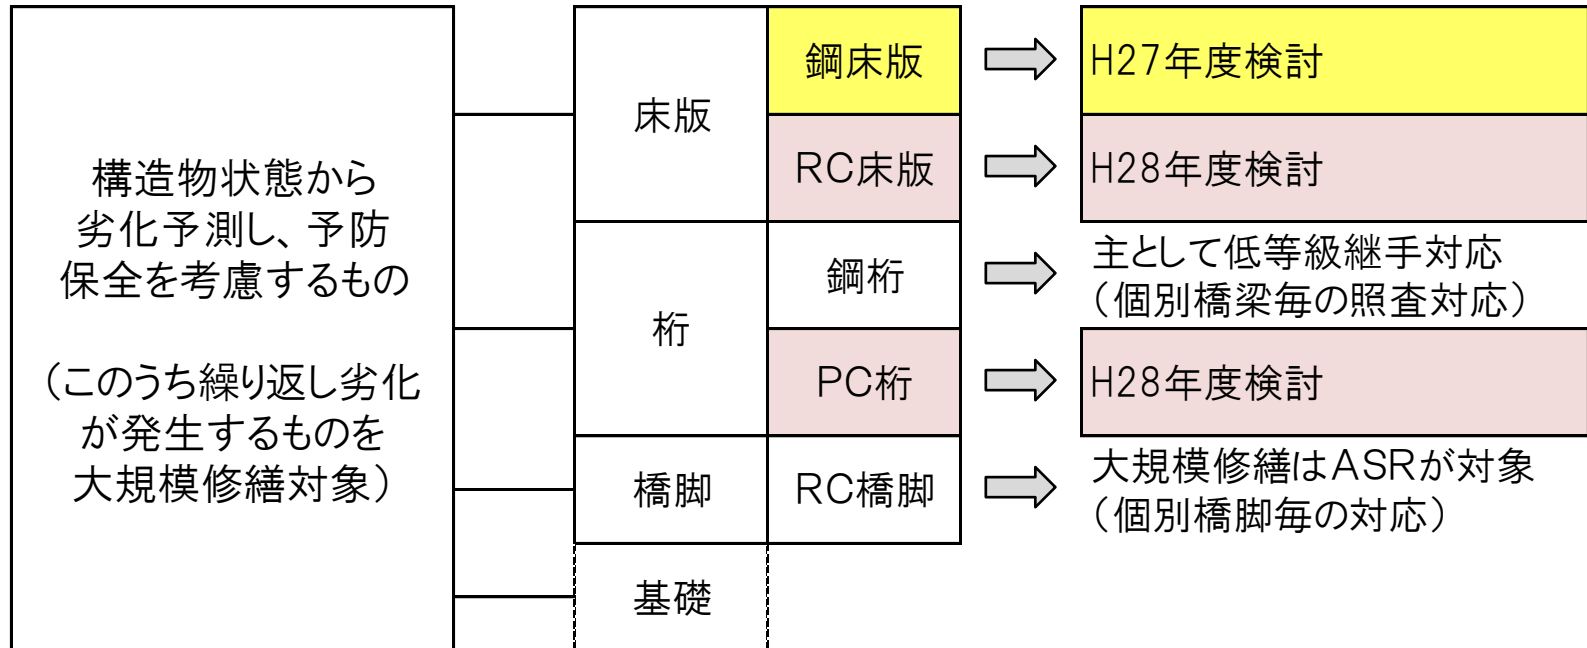 構造物状態から
劣化予測し、予防
保全を考慮するもの
（このうち繰り返し劣化
が発生するものを
大規模修繕対象）
床版
鋼床版
H27年度検討
RC床版
H28年度検討
桁
鋼桁
主として低等級継手対応
（個別橋梁毎の照査対応）
PC桁
H28年度検討
橋脚
RC橋脚
大規模修繕はASRが対象
（個別橋脚毎の対応）
基礎